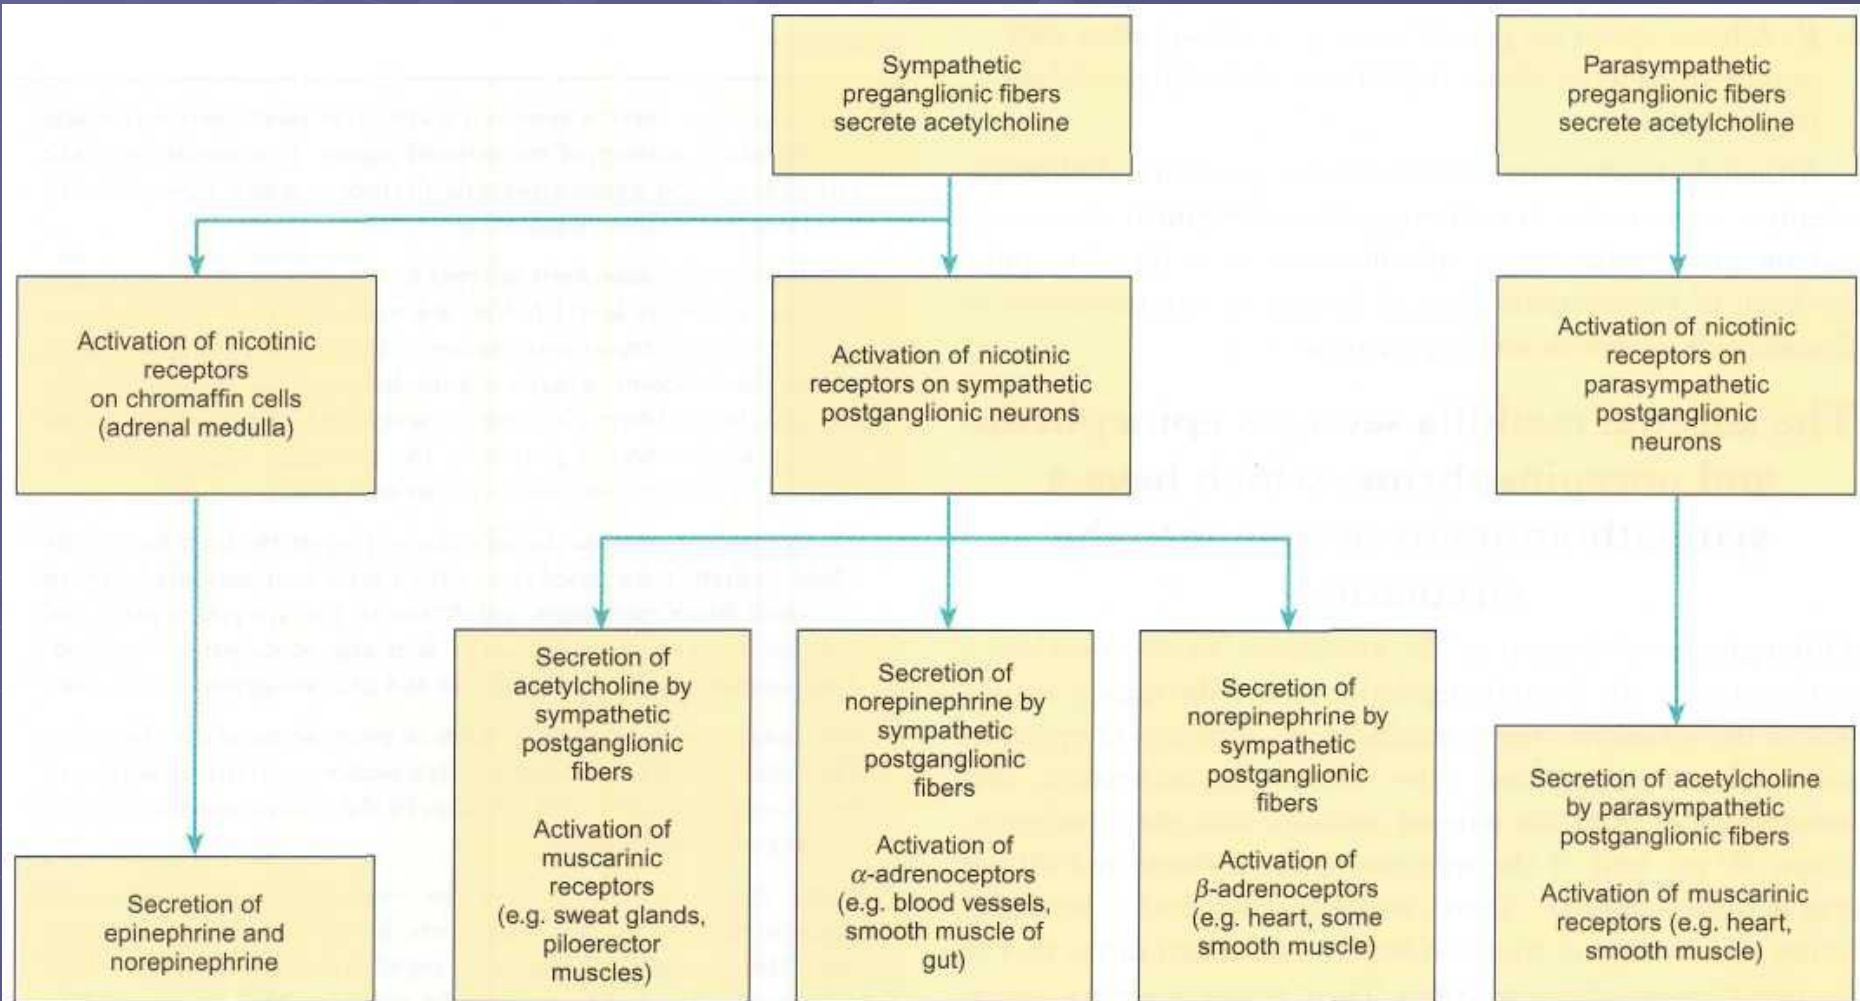 Sympathetic
preganglionic fibers
secrete acetylcholine
Parasympathetic
preganglionic fibers
secrete acetylcholine
Activation of nicotinic
receptors
on chromaffin cells
(adrenal medulla)
Activation of nicotinic
receptors on sympathetic
postganglionic neurons
Activation of nicotinic
receptors on
parasympathetic
postganglionic
neurons
Secretion of
epinephrine and
norepinephrine
Secretion of
acetylcholine by
sympathetic
postganglionic
fibers
Activation of
muscarinic
receptors
(e.g. sweat glands,
piloerector
muscles)
Secretion of
norepinephrine by
sympathetic
postganglionic
fibers
Activation of
α-adrenoceptors
(e.g. blood vessels,
smooth muscle of
gut)
Secretion of
norepinephrine by
sympathetic
postganglionic
fibers
Activation of
β-adrenoceptors
(e.g. heart, some
smooth muscle)
Secretion of acetylcholine
by parasympathetic
postganglionic fibers
Activation of muscarinic
receptors (e.g. heart,
smooth muscle)